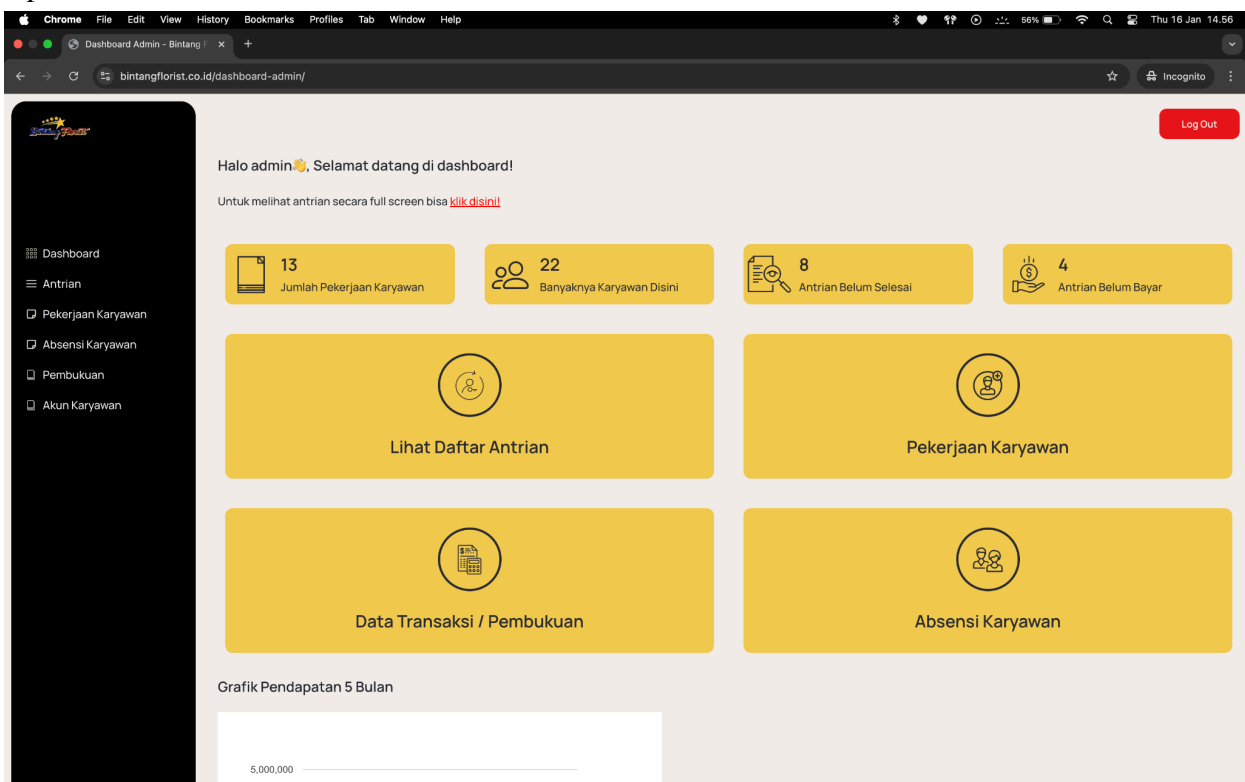 Chrome File Edit View History Bookmarks Profiles Tab Window Help 56% Thu 16 Jan 14.56
Dashboard Admin - Bintang F
bintangflorist.co.id/dashboard-admin/ Incognito
Bintang Florist
Log Out
Halo admin👋, Selamat datang di dashboard!
Untuk melihat antrian secara full screen bisa klik disini!
Dashboard
Antrian
Pekerjaan Karyawan
Absensi Karyawan
Pembukuan
Akun Karyawan
13
Jumlah Pekerjaan Karyawan
22
Banyaknya Karyawan Disini
8
Antrian Belum Selesai
4
Antrian Belum Bayar
Lihat Daftar Antrian
Pekerjaan Karyawan
Data Transaksi / Pembukuan
Absensi Karyawan
Grafik Pendapatan 5 Bulan
5,000,000